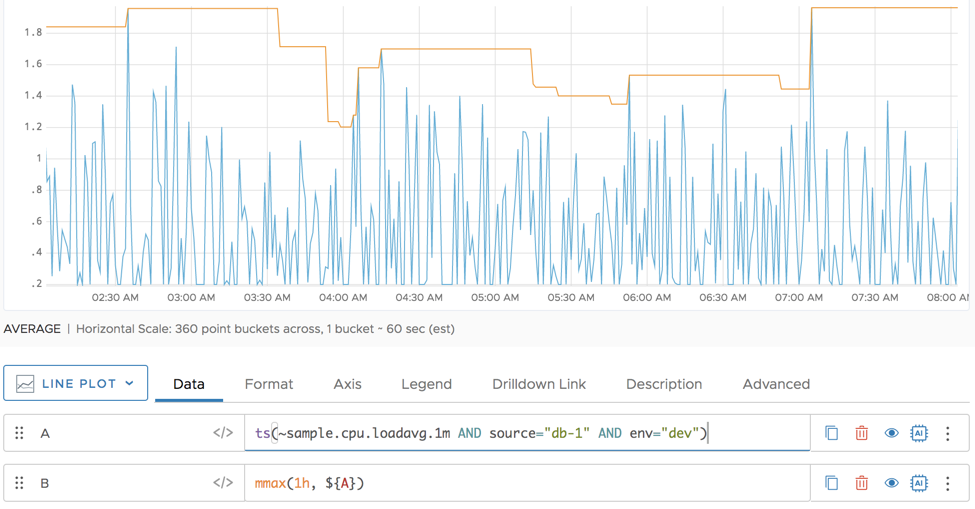 1.8
1.6
1.4
1.2
1
.8
.6
.4
.2
02:30 AM 03:00 AM 03:30 AM 04:00 AM 04:30 AM 05:00 AM 05:30 AM 06:00 AM 06:30 AM 07:00 AM 07:30 AM 08:00 AM
AVERAGE | Horizontal Scale: 360 point buckets across, 1 bucket ~ 60 sec (est)
LINE PLOT Data Format Axis Legend Drilldown Link Description Advanced
A </> ts(~sample.cpu.loadavg.1m AND source="db-1" AND env="dev") AI
B </> mmax(1h, ${A}) AI